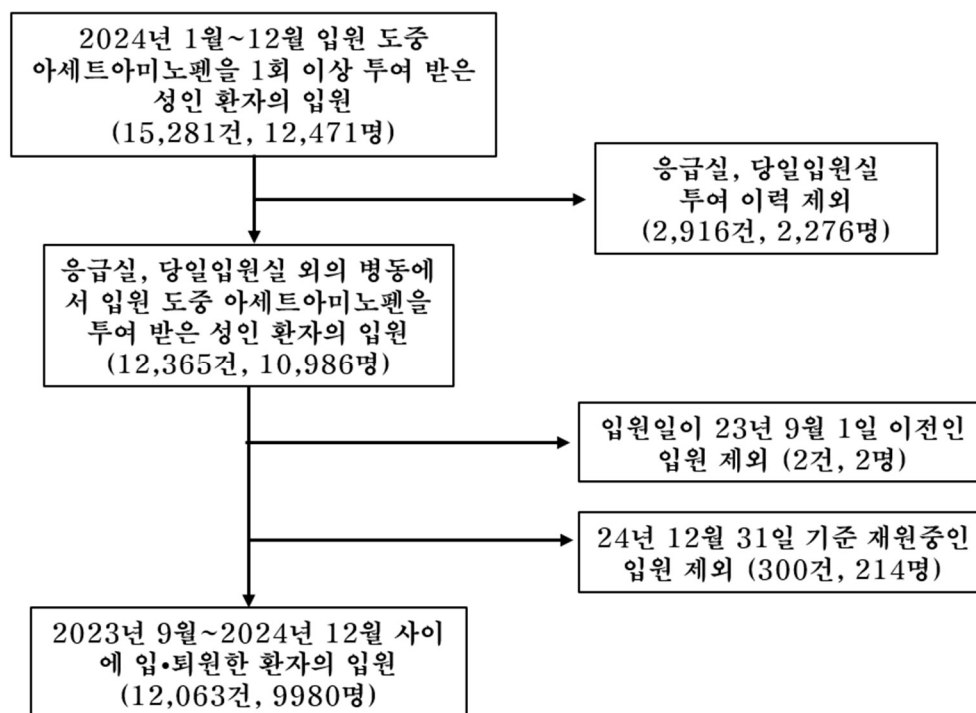 2024년 1월~12월 입원 도중
아세트아미노펜을 1회 이상 투여 받은
성인 환자의 입원
(15,281건, 12,471명)
응급실, 당일입원실
투여 이력 제외
(2,916건, 2,276명)
응급실, 당일입원실 외의 병동에
서 입원 도중 아세트아미노펜을
투여 받은 성인 환자의 입원
(12,365건, 10,986명)
입원일이 23년 9월 1일 이전인
입원 제외 (2건, 2명)
24년 12월 31일 기준 재원중인
입원 제외 (300건, 214명)
2023년 9월~2024년 12월 사이
에 입•퇴원한 환자의 입원
(12,063건, 9980명)